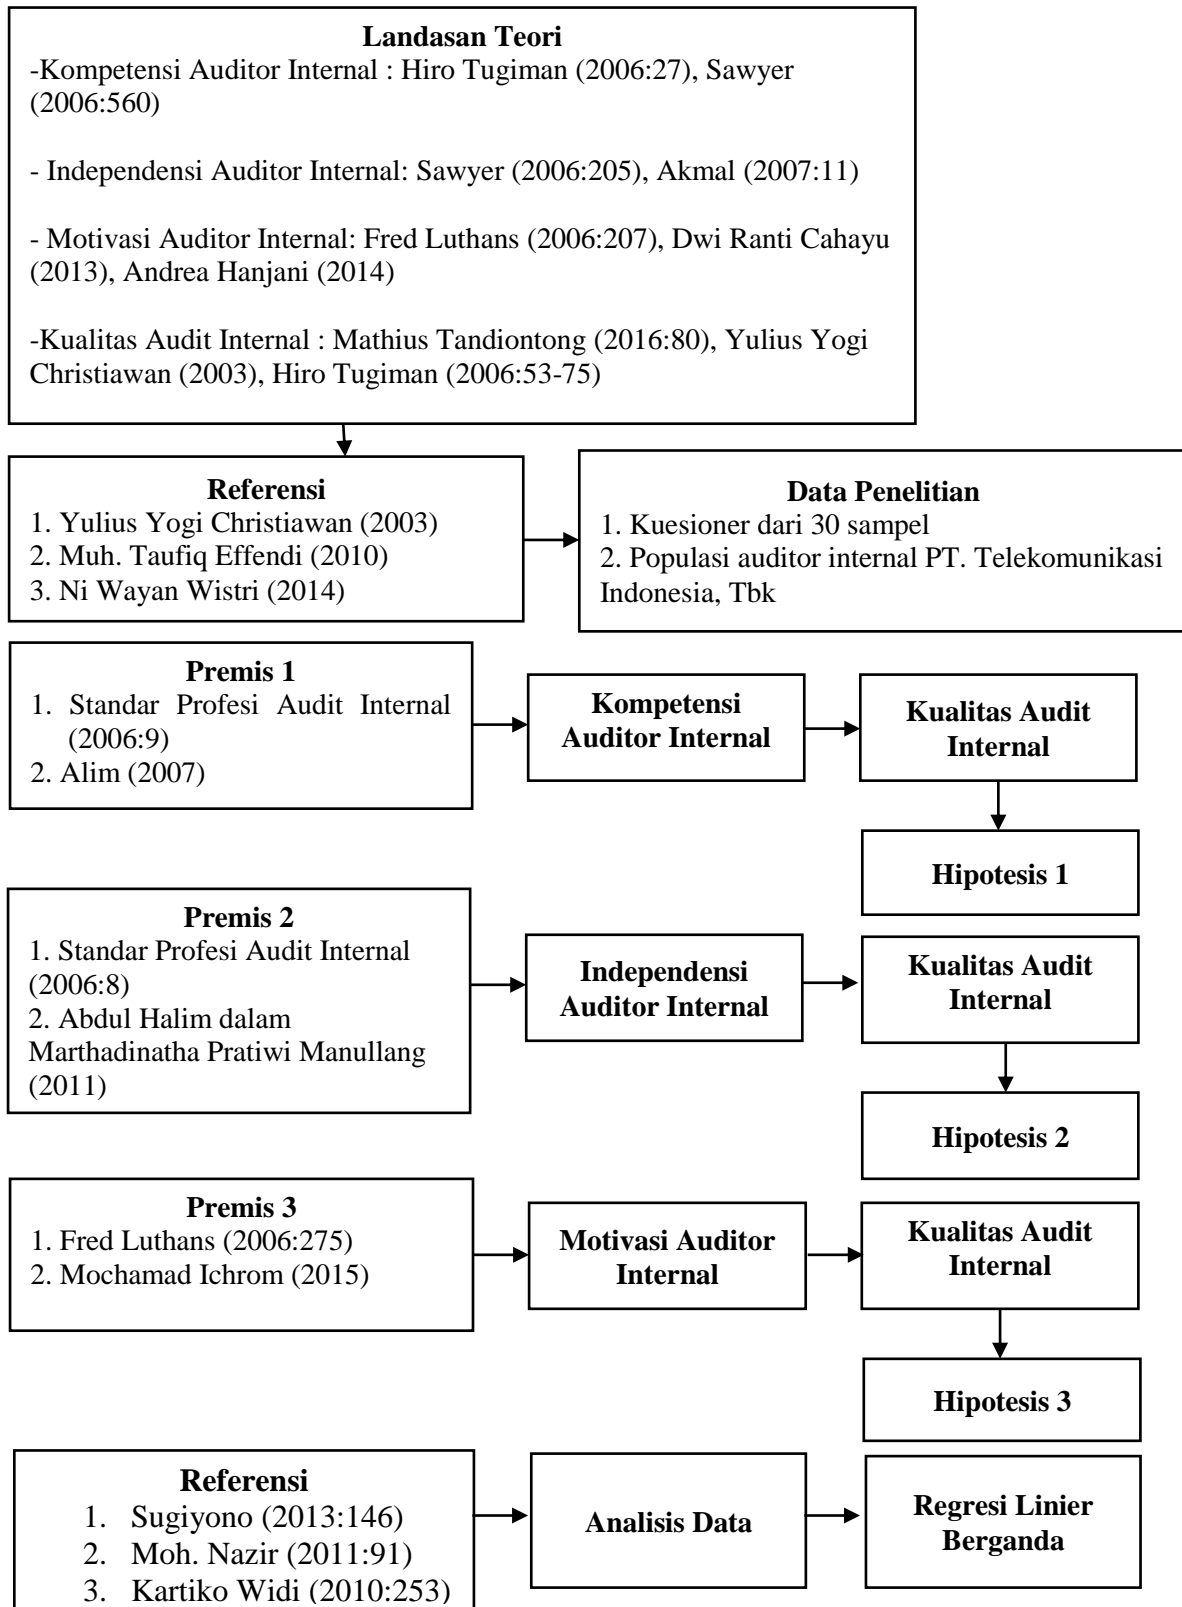 Landasan Teori
-Kompetensi Auditor Internal : Hiro Tugiman (2006:27), Sawyer
(2006:560)
- Independensi Auditor Internal: Sawyer (2006:205), Akmal (2007:11)
- Motivasi Auditor Internal: Fred Luthans (2006:207), Dwi Ranti Cahayu
(2013), Andrea Hanjani (2014)
-Kualitas Audit Internal : Mathius Tandiontong (2016:80), Yulius Yogi
Christiawan (2003), Hiro Tugiman (2006:53-75)
Referensi
1. Yulius Yogi Christiawan (2003)
2. Muh. Taufiq Effendi (2010)
3. Ni Wayan Wistri (2014)
Data Penelitian
1. Kuesioner dari 30 sampel
2. Populasi auditor internal PT. Telekomunikasi
Indonesia, Tbk
Premis 1
1. Standar Profesi Audit Internal
(2006:9)
2. Alim (2007)
Kompetensi
Auditor Internal
Kualitas Audit
Internal
Hipotesis 1
Premis 2
1. Standar Profesi Audit Internal
(2006:8)
2. Abdul Halim dalam
Marthadinatha Pratiwi Manullang
(2011)
Independensi
Auditor Internal
Kualitas Audit
Internal
Hipotesis 2
Premis 3
1. Fred Luthans (2006:275)
2. Mochamad Ichrom (2015)
Motivasi Auditor
Internal
Kualitas Audit
Internal
Hipotesis 3
Referensi
1. Sugiyono (2013:146)
2. Moh. Nazir (2011:91)
3. Kartiko Widi (2010:253)
Analisis Data
Regresi Linier
Berganda